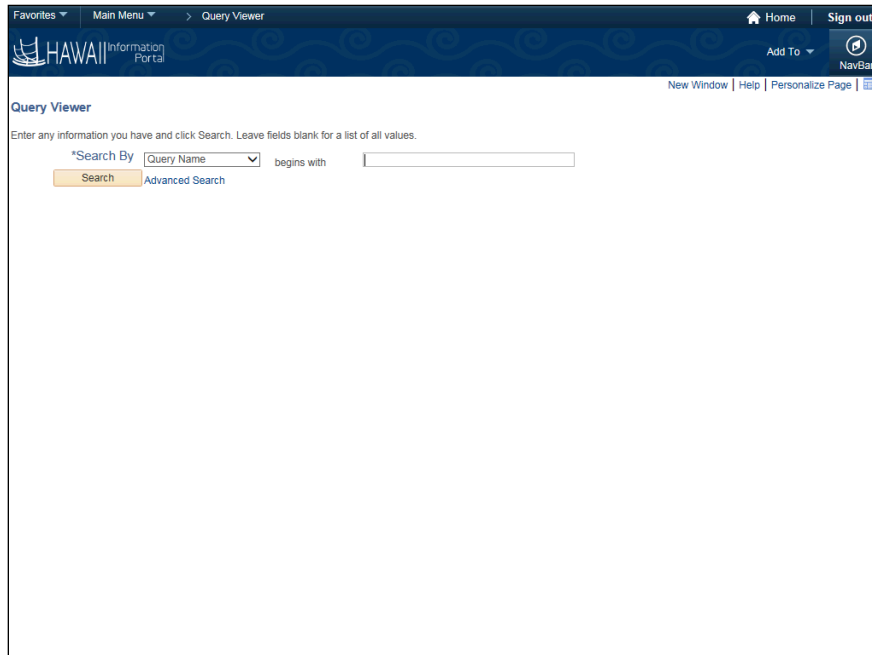 Favorites Main Menu > Query Viewer Home Sign out
HAWAII Information Portal Add To NavBar
New Window | Help | Personalize Page |
Query Viewer
Enter any information you have and click Search. Leave fields blank for a list of all values.
*Search By Query Name begins with
Search Advanced Search